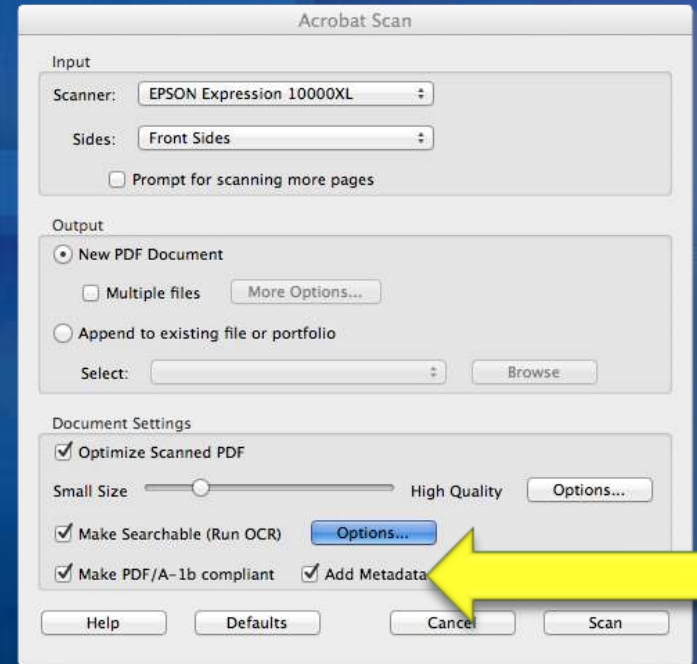 Acrobat Scan
Input
Scanner: EPSON Expression 10000XL
Sides: Front Sides
Prompt for scanning more pages
Output
New PDF Document
Multiple files More Options...
Append to existing file or portfolio
Select: Browse
Document Settings
Optimize Scanned PDF
Small Size High Quality Options...
Make Searchable (Run OCR) Options...
Make PDF/A-1b compliant Add Metadata
Help Defaults Cancel Scan